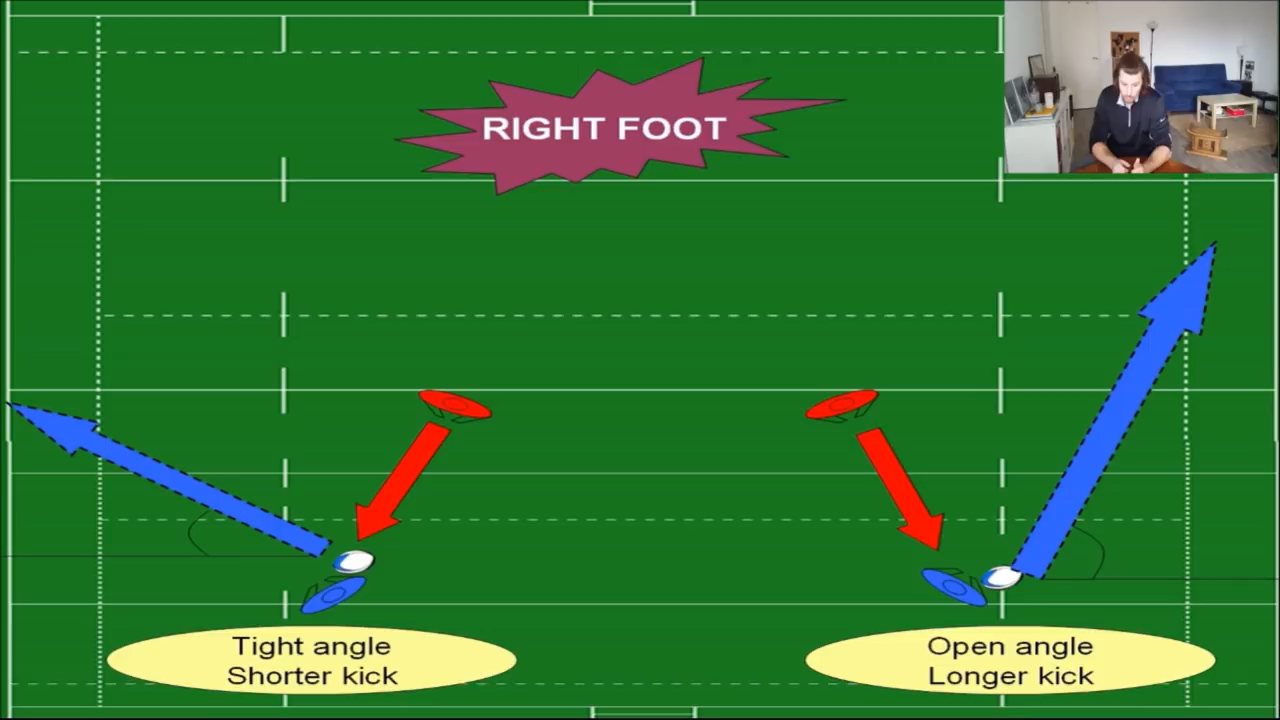 RIGHT FOOT
Tight angle
Shorter kick
Open angle
Longer kick